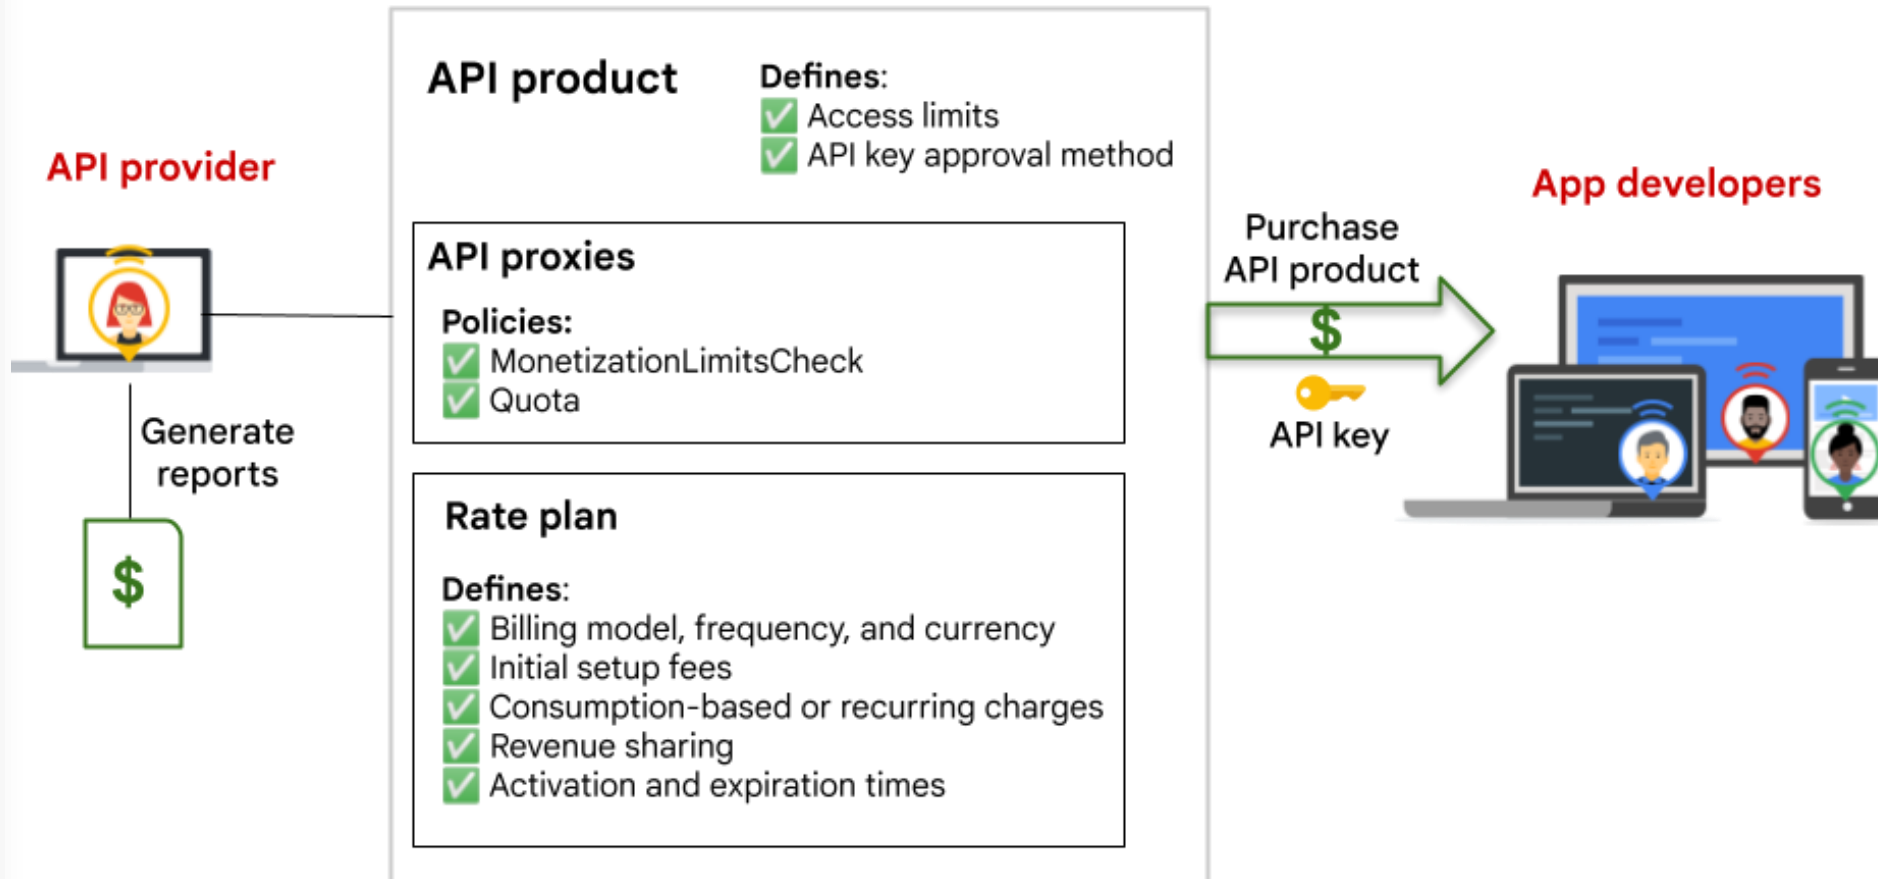 API provider
Generate
reports
$
API product
Defines:
✅ Access limits
✅ API key approval method
API proxies
Policies:
✅ MonetizationLimitsCheck
✅ Quota
Rate plan
Defines:
✅ Billing model, frequency, and currency
✅ Initial setup fees
✅ Consumption-based or recurring charges
✅ Revenue sharing
✅ Activation and expiration times
Purchase
API product
$
API key
App developers